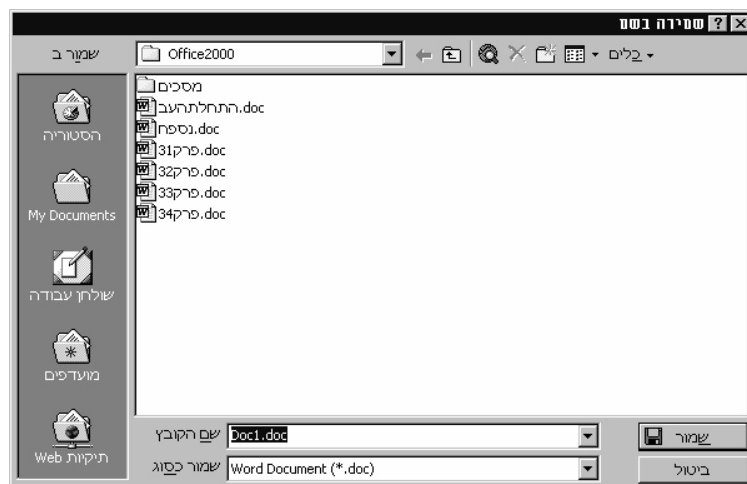 שמירה בשם
שמור ב
Office2000
כלים
מסכים
התחלתהעב.doc
נספח.doc
פרק31.doc
פרק32.doc
פרק33.doc
פרק34.doc
הסטוריה
My Documents
שולחן עבודה
מועדפים
תיקיות Web
שם הקובץ
Doc1.doc
שמור
שמור כסוג
Word Document (*.doc)
ביטול